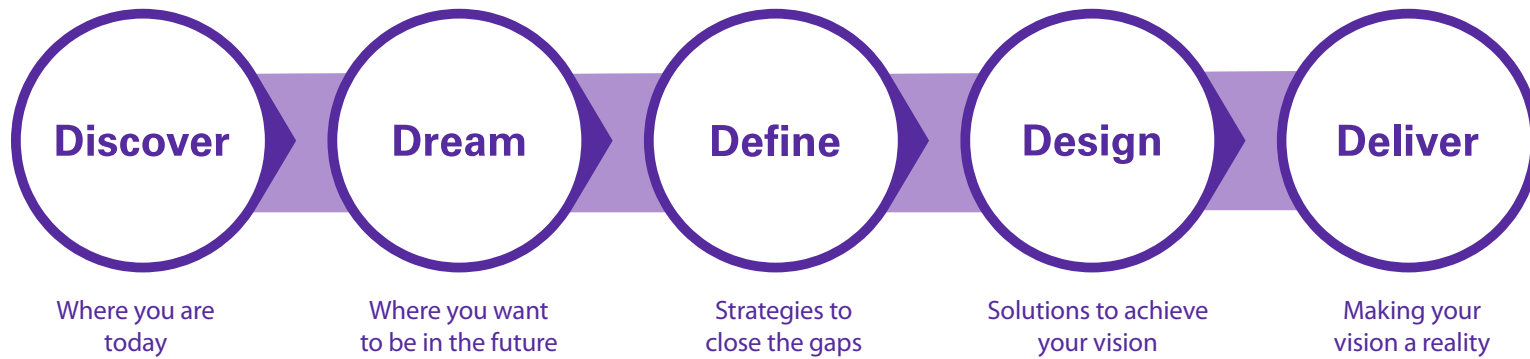 Discover
Dream
Define
Design
Deliver
Where you are
today
Where you want
to be in the future
Strategies to
close the gaps
Solutions to achieve
your vision
Making your
vision a reality